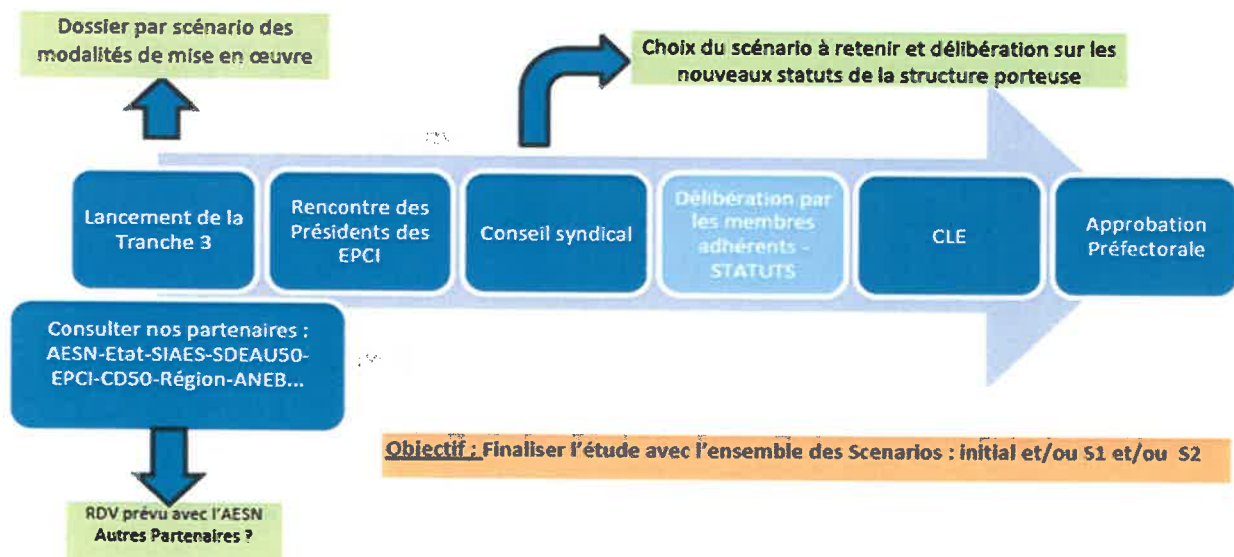 Dossier par scénario des
modalités de mise en œuvre
Choix du scénario à retenir et délibération sur les
nouveaux statuts de la structure porteuse
Lancement de la
Tranche 3
Rencontre des
Présidents des
EPCI
Conseil syndical
Délibération par
les membres
adhérents -
STATUTS
CLE
Approbation
Préfectorale
Consulter nos partenaires :
AESN-Etat-SIAES-SDEAU50-
EPCI-CD50-Région-ANEB...
Objectif : Finaliser l'étude avec l'ensemble des Scenarios : initial et/ou S1 et/ou S2
RDV prévu avec l'AESN
Autres Partenaires ?